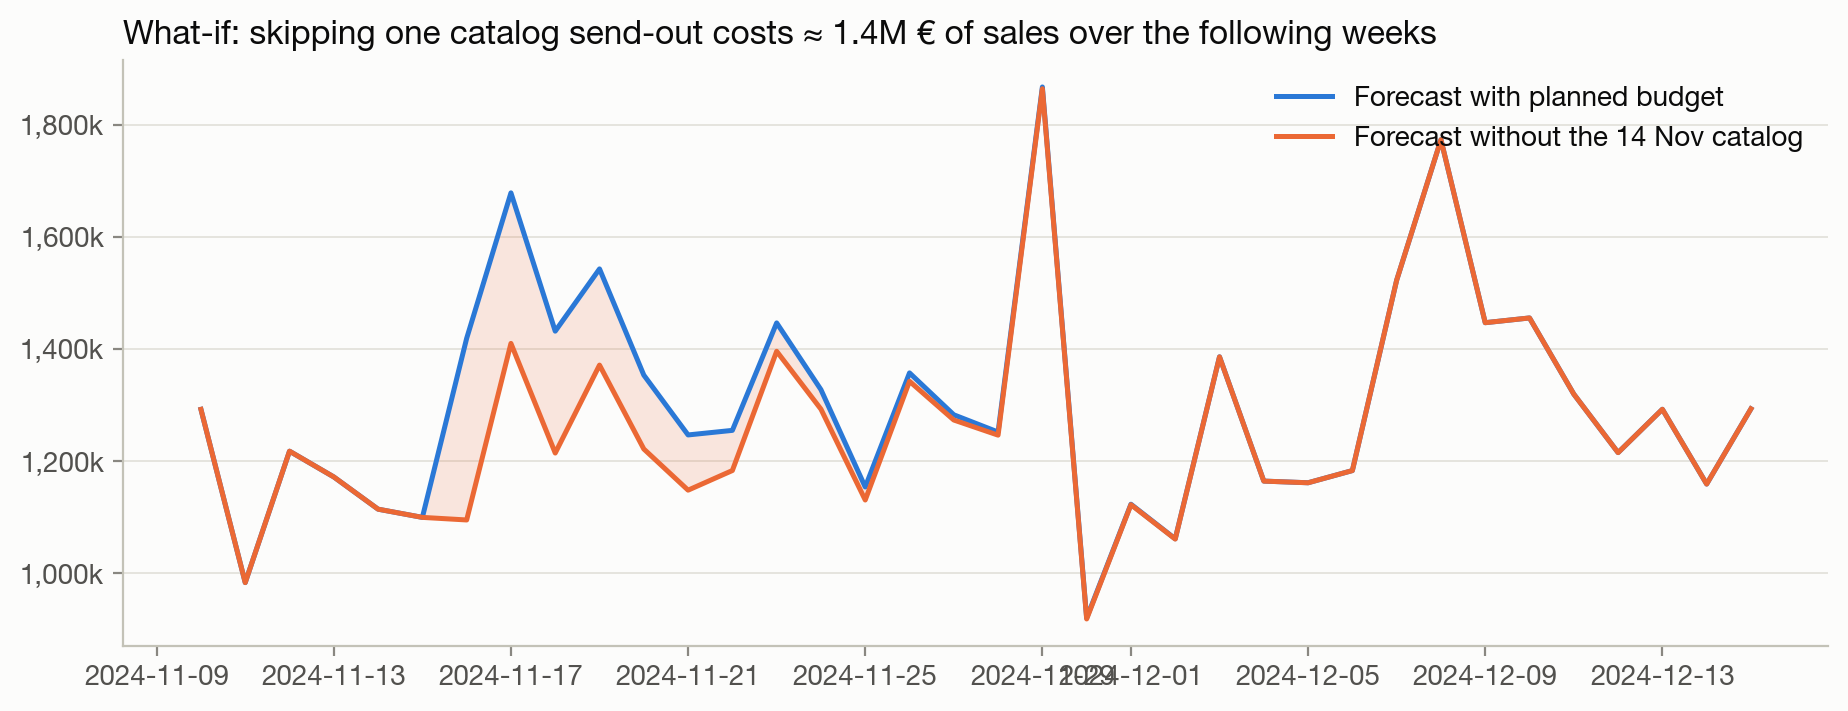 What-if: skipping one catalog send-out costs ≈ 1.4M € of sales over the following weeks
Forecast with planned budget
Forecast without the 14 Nov catalog
1,800k
1,600k
1,400k
1,200k
1,000k
2024-11-09
2024-11-13
2024-11-17
2024-11-21
2024-11-25
2024-11-29
2024-12-01
2024-12-05
2024-12-09
2024-12-13